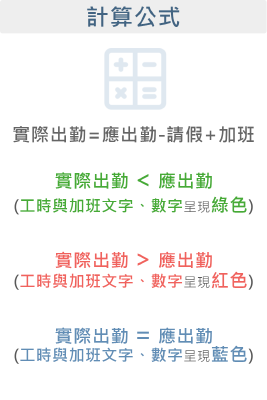 計算公式
實際出勤=應出勤-請假+加班
實際出勤 < 應出勤
(工時與加班文字、數字呈現綠色)
實際出勤 > 應出勤
(工時與加班文字、數字呈現紅色)
實際出勤 = 應出勤
(工時與加班文字、數字呈現藍色)